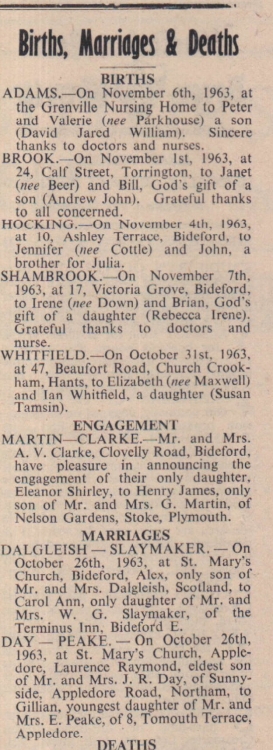 Births, Marriages & Deaths
BIRTHS
ADAMS.—On November 6th, 1963, at
the Grenville Nursing Home to Peter
and Valerie (nee Parkhouse) a son
(David Jared William). Sincere
thanks to doctors and nurses.
BROOK.—On November 1st, 1963, at
24, Calf Street, Torrington, to Janet
(nee Beer) and Bill, God's gift of a
son (Andrew John). Grateful thanks
to all concerned.
HOCKING.—On November 4th, 1963,
at 10, Ashley Terrace, Bideford, to
Jennifer (nee Cottle) and John, a
brother for Julia.
SHAMBROOK.—On November 7th,
1963, at 17, Victoria Grove, Bideford,
to Irene (nee Down) and Brian, God's
gift of a daughter (Rebecca Irene).
Grateful thanks to doctors and
nurse.
WHITFIELD.—On October 31st, 1963,
at 47, Beaufort Road, Church Crook-
ham, Hants, to Elizabeth (nee Maxwell)
and Ian Whitfield, a daughter (Susan
Tamsin).
ENGAGEMENT
MARTIN—CLARKE.—Mr. and Mrs.
A. V. Clarke, Clovelly Road, Bideford,
have pleasure in announcing the
engagement of their only daughter,
Eleanor Shirley, to Henry James, only
son of Mr. and Mrs. G. Martin, of
Nelson Gardens, Stoke, Plymouth.
MARRIAGES
DALGLEISH — SLAYMAKER. — On
October 26th, 1963, at St. Mary's
Church, Bideford, Alex, only son of
Mr. and Mrs. Dalgleish, Scotland, to
Carol Ann, only daughter of Mr. and
Mrs. W. G. Slaymaker, of the
Terminus Inn, Bideford E.
DAY — PEAKE. — On October 26th,
1963, at St. Mary's Church, Apple-
dore, Laurence Raymond, eldest son
of Mr. and Mrs. J. R. Day, of Sunny-
side, Appledore Road, Northam, to
Gillian, youngest daughter of Mr. and
Mrs. E. Peake, of 8, Tomouth Terrace,
Appledore.
DEATHS